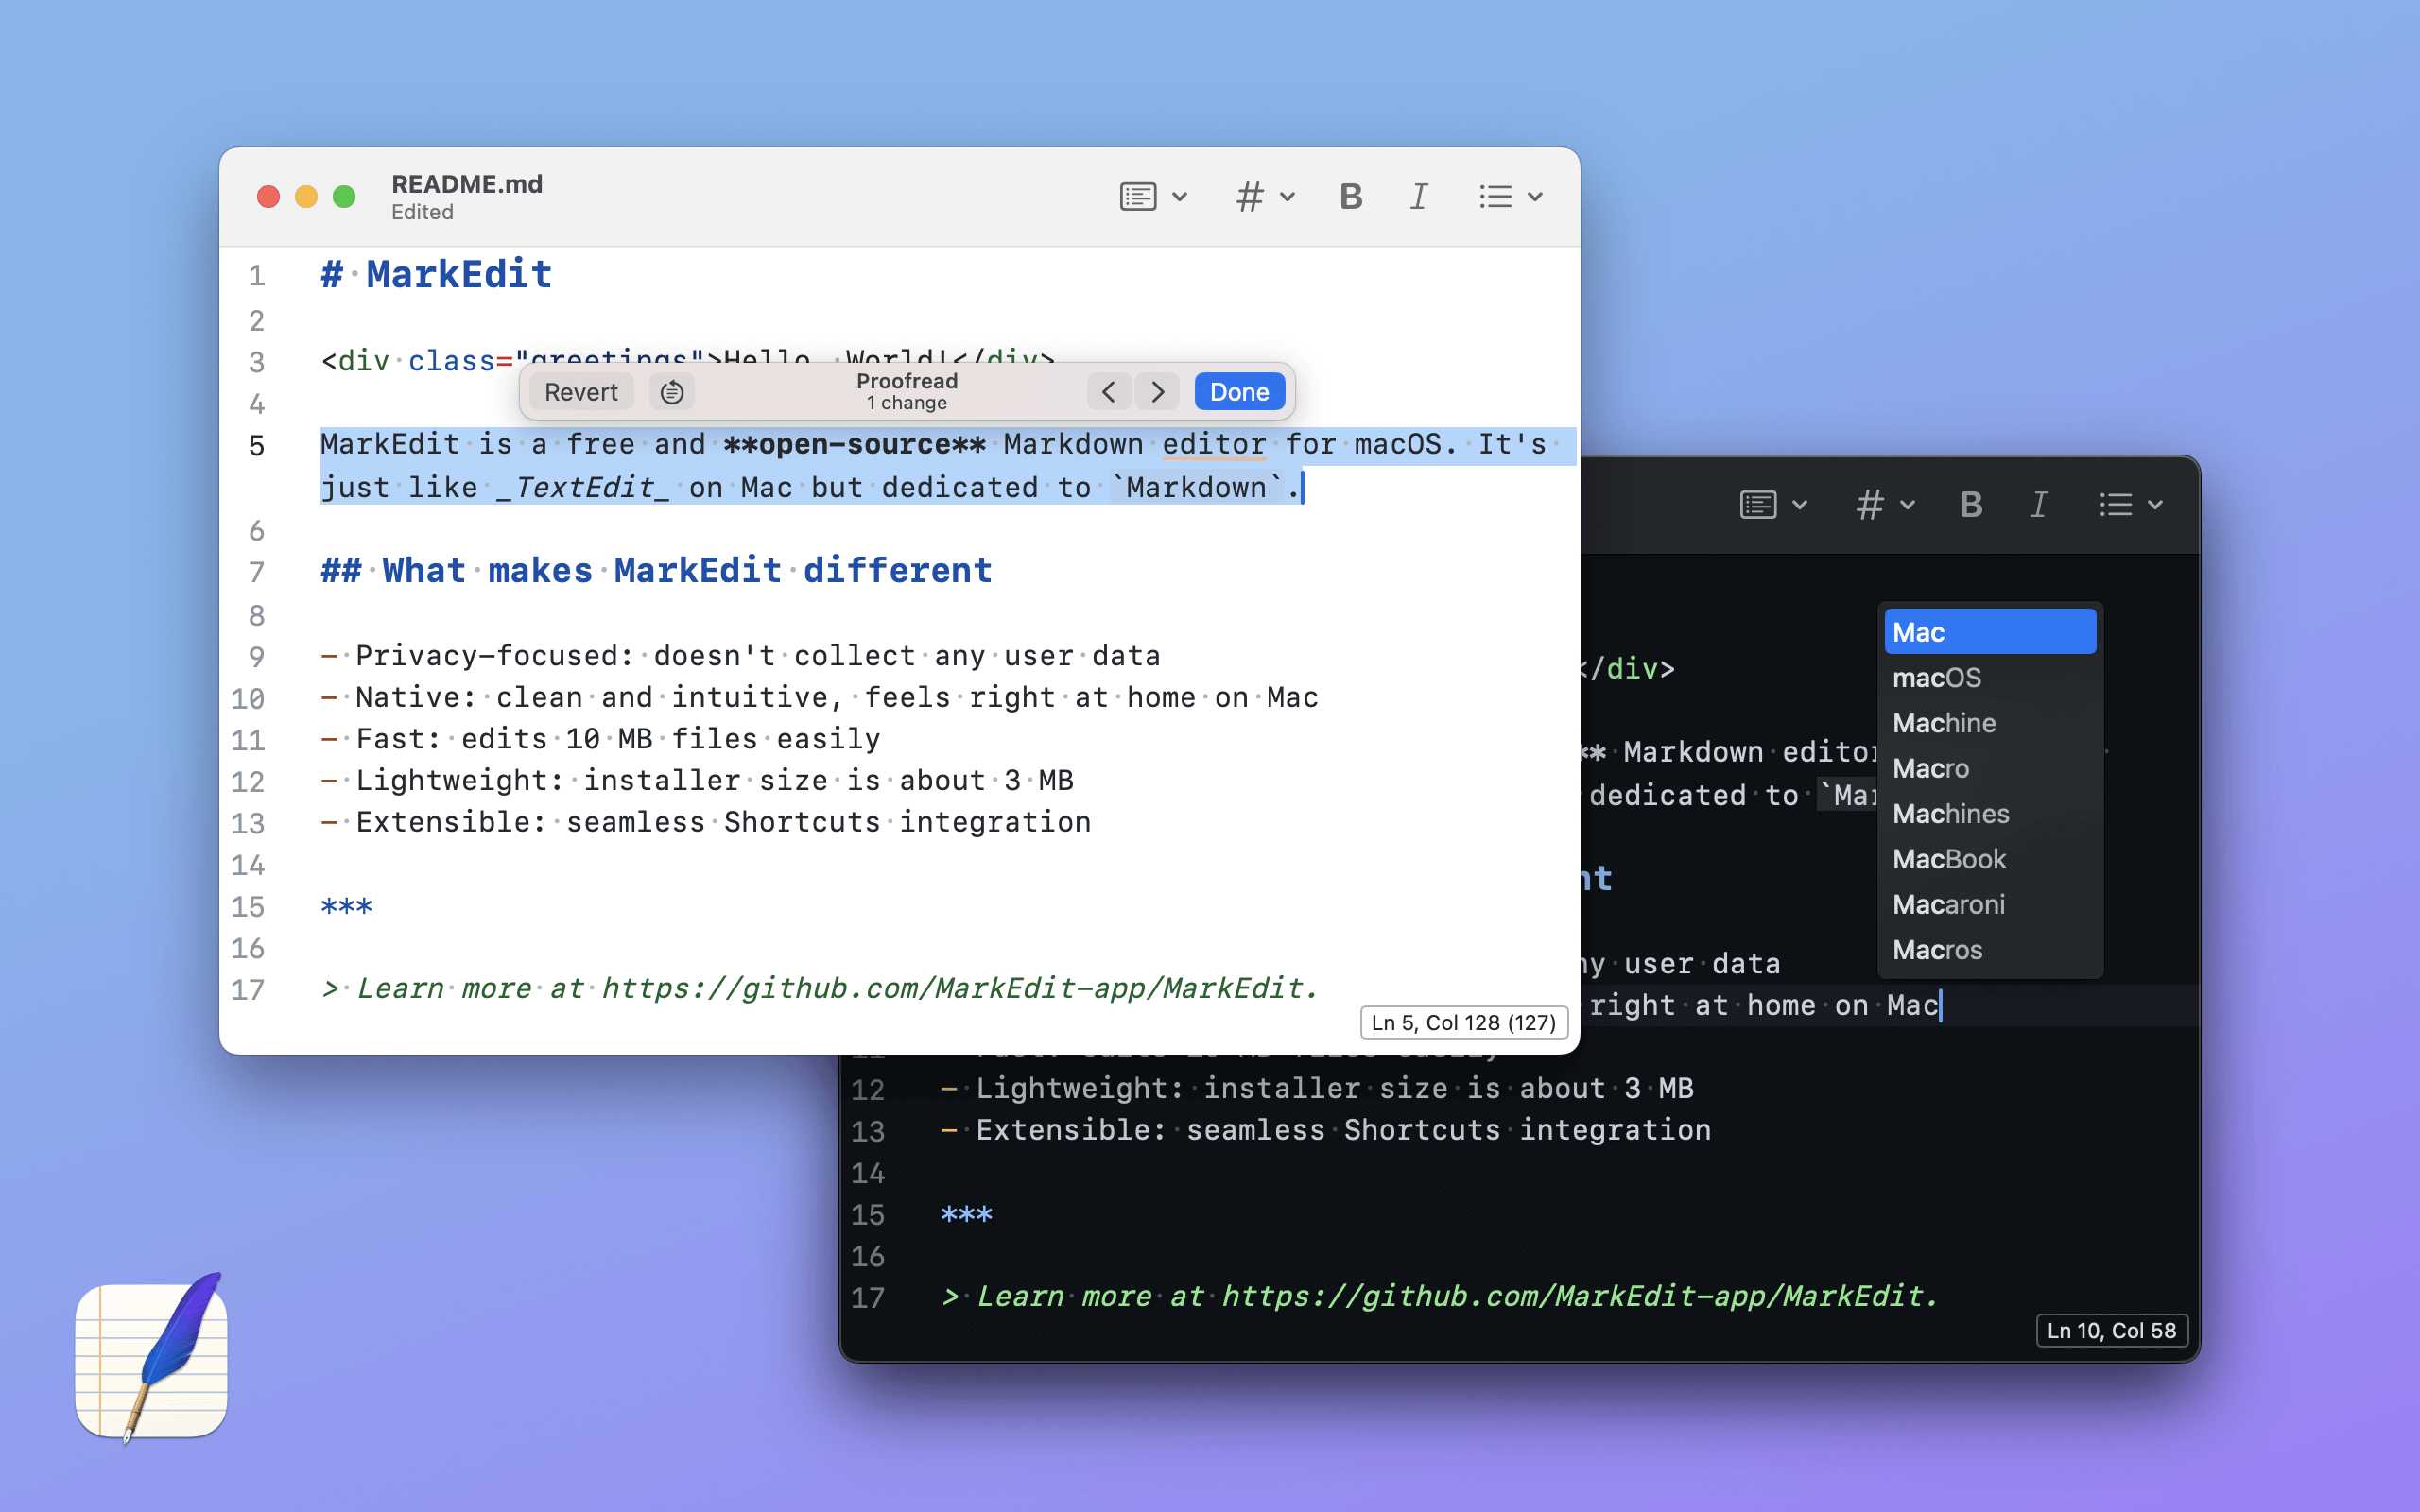 README.md
Edited
1 # MarkEdit
2
3 <div class="greetings">Hello, World!</div>
Revert
Proofread
1 change
Done
4
5 MarkEdit is a free and **open-source** Markdown editor for macOS. It's
just like _TextEdit_ on Mac but dedicated to `Markdown`.
6
7 ## What makes MarkEdit different
8
9 - Privacy-focused: doesn't collect any user data
10 - Native: clean and intuitive, feels right at home on Mac
11 - Fast: edits 10 MB files easily
12 - Lightweight: installer size is about 3 MB
13 - Extensible: seamless Shortcuts integration
14
15 ***
16
17 > Learn more at https://github.com/MarkEdit-app/MarkEdit.
Ln 5, Col 128 (127)
</div>
** Markdown editor
dedicated to `Mar
nt
ny user data
right at home on Mac
Mac
macOS
Machine
Macro
Machines
MacBook
Macaroni
Macros
11 - Fast: edits 10 MB files easily
12 - Lightweight: installer size is about 3 MB
13 - Extensible: seamless Shortcuts integration
14
15 ***
16
17 > Learn more at https://github.com/MarkEdit-app/MarkEdit.
Ln 10, Col 58